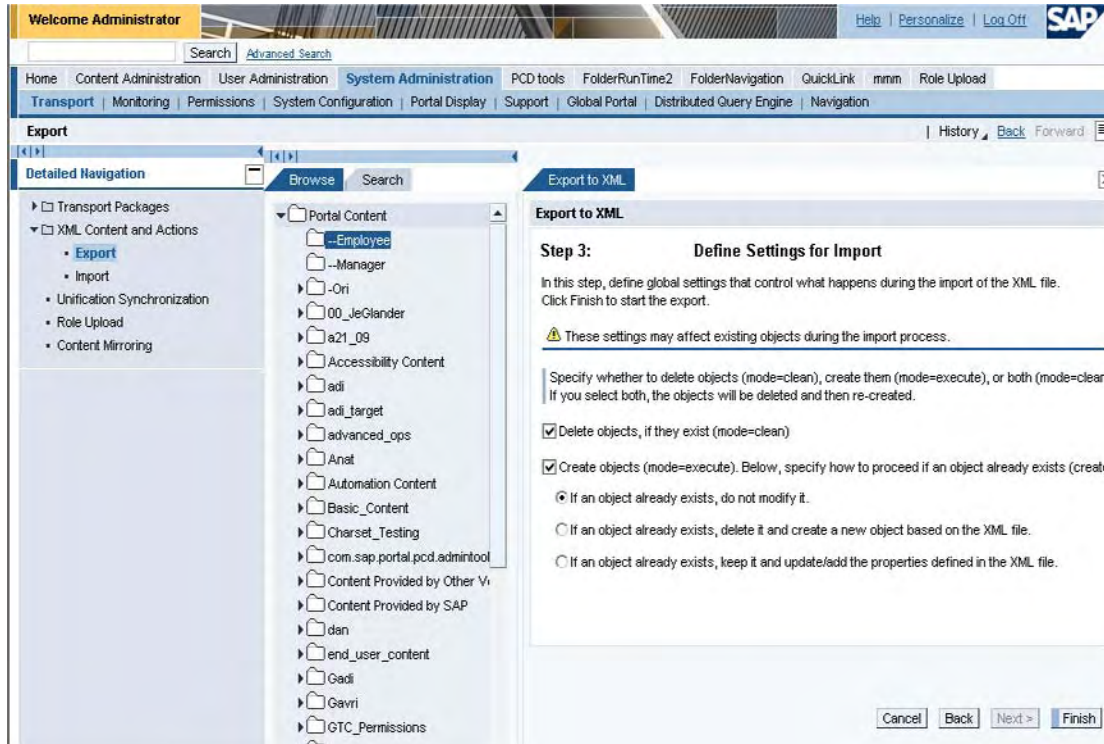 Welcome Administrator
Help | Personalize | Log Off
SAP
Search Advanced Search
Home Content Administration User Administration System Administration PCD tools FolderRunTime2 FolderNavigation QuickLink mmm Role Upload
Transport | Monitoring | Permissions | System Configuration | Portal Display | Support | Global Portal | Distributed Query Engine | Navigation
Export
| History Back Forward
Detailed Navigation
Transport Packages
XML Content and Actions
Export
Import
Unification Synchronization
Role Upload
Content Mirroring
Browse Search
Portal Content
--Employee
--Manager
-Ori
00_JeGlander
a21_09
Accessibility Content
adi
adi_target
advanced_ops
Anat
Automation Content
Basic_Content
Charset_Testing
com.sap.portal.pcd.admintool
Content Provided by Other V
Content Provided by SAP
dan
end_user_content
Gadi
Gavri
GTC_Permissions
Export to XML
Export to XML
Step 3: Define Settings for Import
In this step, define global settings that control what happens during the import of the XML file.
Click Finish to start the export.
These settings may affect existing objects during the import process.
Specify whether to delete objects (mode=clean), create them (mode=execute), or both (mode=clean
If you select both, the objects will be deleted and then re-created.
Delete objects, if they exist (mode=clean)
Create objects (mode=execute). Below, specify how to proceed if an object already exists (create
If an object already exists, do not modify it.
If an object already exists, delete it and create a new object based on the XML file.
If an object already exists, keep it and update/add the properties defined in the XML file.
Cancel Back Next > Finish